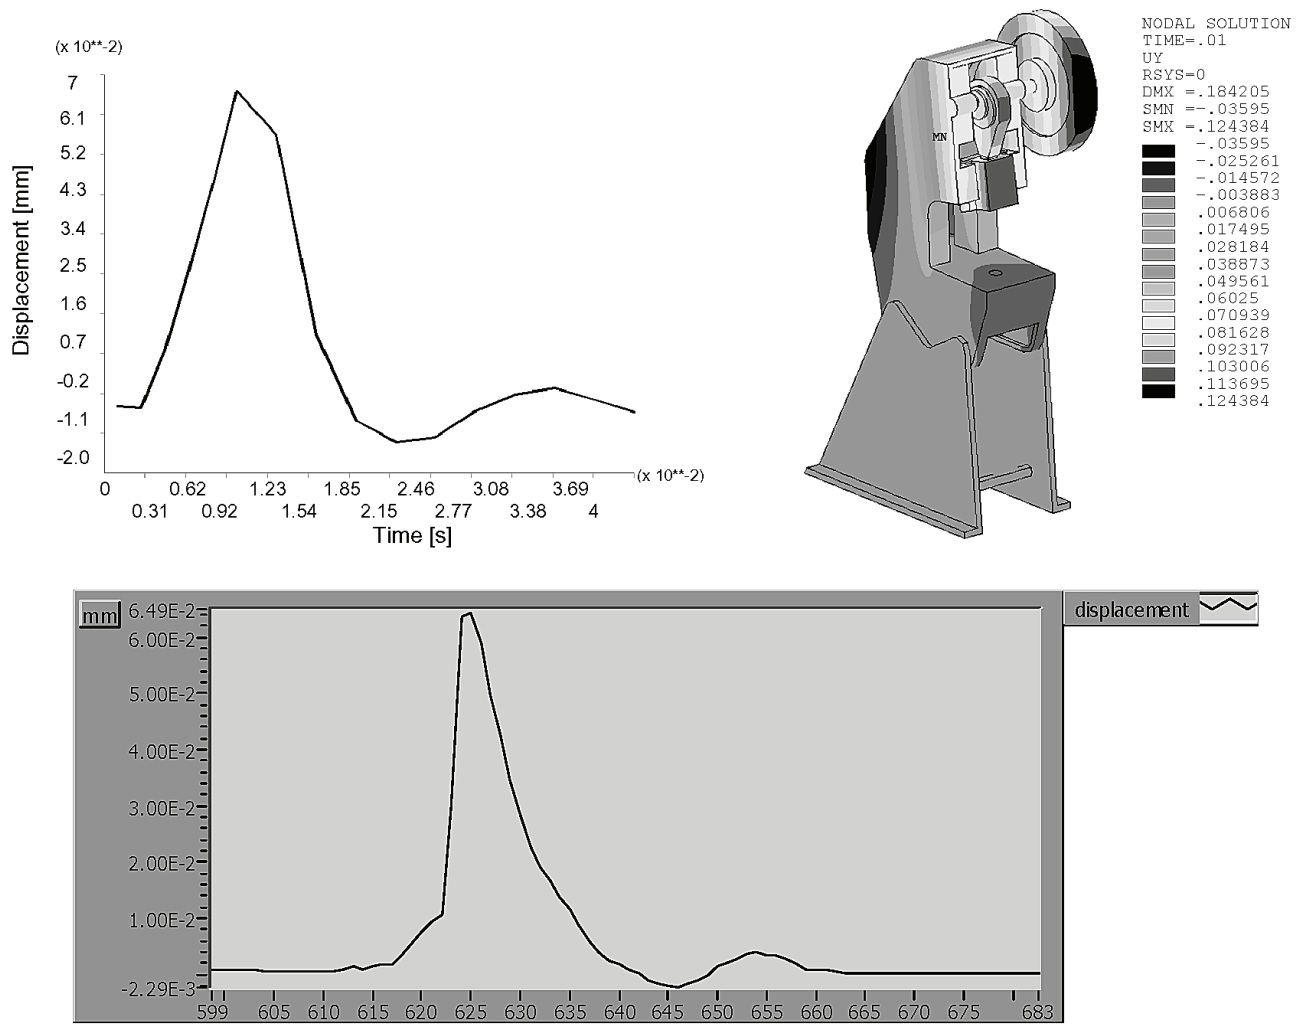 (x 10**-2)
7
6.1
5.2
4.3
3.4
2.5
1.6
0.7
-0.2
-1.1
-2.0
Displacement [mm]
0 0.62 1.23 1.85 2.46 3.08 3.69 (x 10**-2)
0.31 0.92 1.54 2.15 2.77 3.38 4
Time [s]
MN
NODAL SOLUTION
TIME=.01
UY
RSYS=0
DMX =.184205
SMN =-.03595
SMX =.124384
-.03595
-.025261
-.014572
-.003883
.006806
.017495
.028184
.038873
.049561
.06025
.070939
.081628
.092317
.103006
.113695
.124384
mm
6.49E-2
6.00E-2
5.00E-2
4.00E-2
3.00E-2
2.00E-2
1.00E-2
-2.29E-3
599 605 610 615 620 625 630 635 640 645 650 655 660 665 670 675 683
displacement